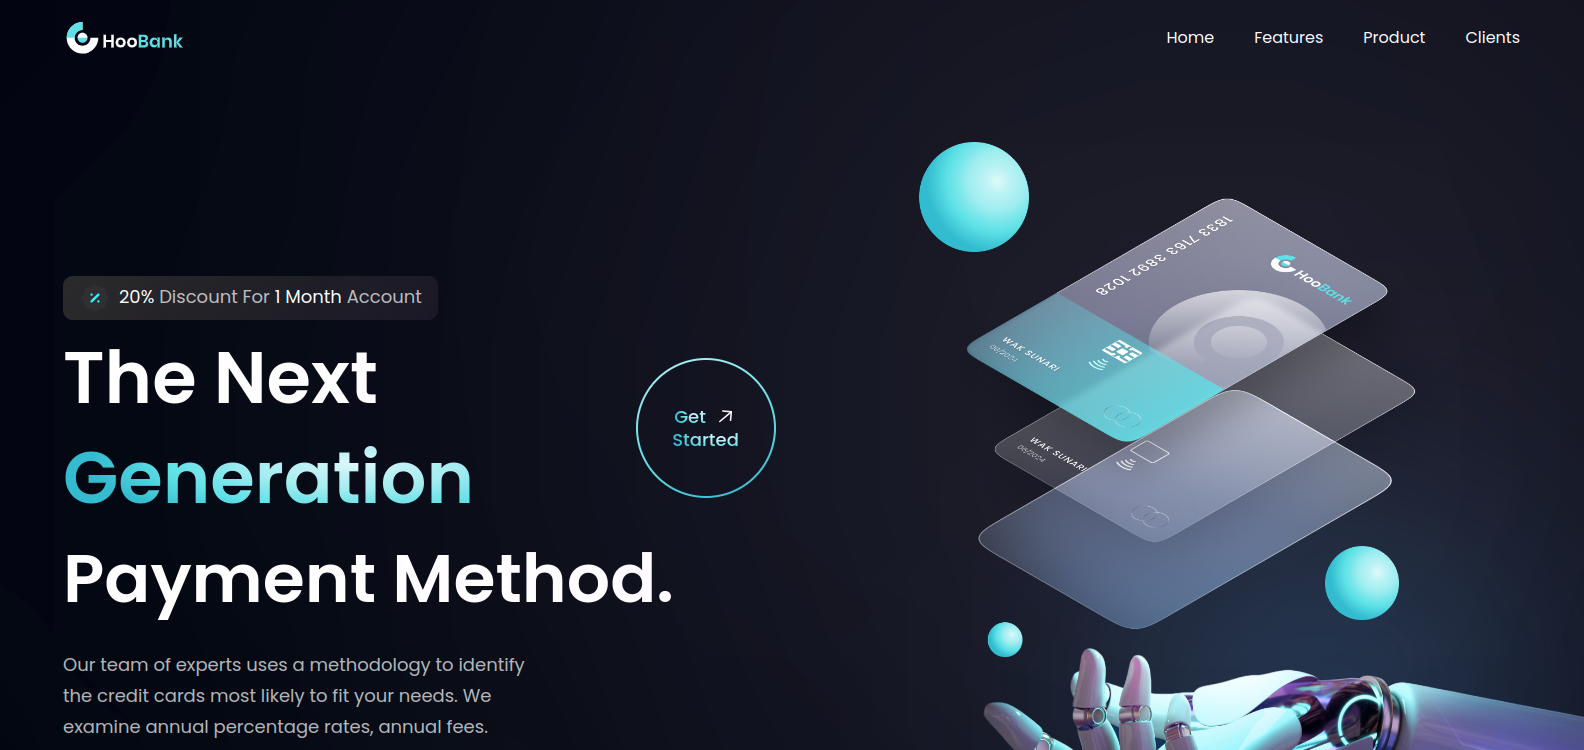 HooBank
Home Features Product Clients
20% Discount For 1 Month Account
The Next
Generation
Payment Method.
Get
Started
Our team of experts uses a methodology to identify
the credit cards most likely to fit your needs. We
examine annual percentage rates, annual fees.
1833 7163 3892 1028
HooBank
WAK SUNARI
08/2024
WAK SUNARI
08/2024